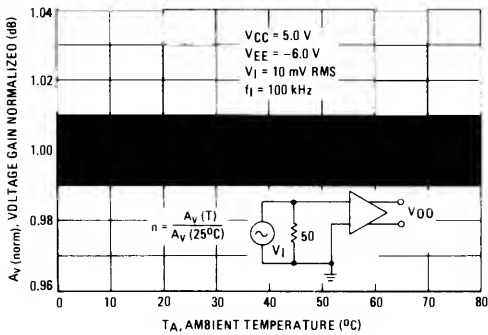 1.04
1.02
1.00
0.98
0.96
AV (norm), VOLTAGE GAIN NORMALIZED (dB)
VCC = 5.0 V
VEE = –6.0 V
VI = 10 mV RMS
fI = 100 kHz
n = AV (T)
AV (25°C)
VI
50
VOO
0 10 20 30 40 50 60 70 80
TA, AMBIENT TEMPERATURE (°C)